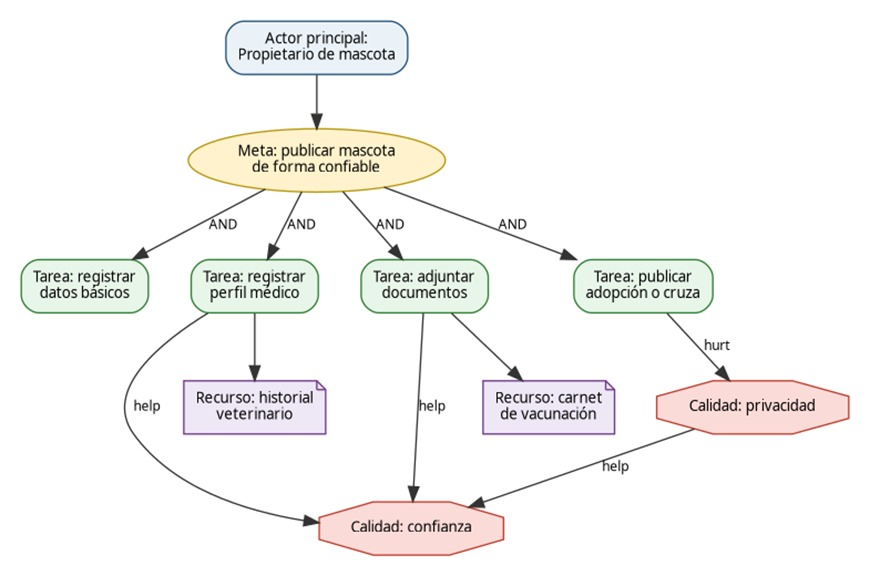 Actor principal:
Propietario de mascota
Meta: publicar mascota
de forma confiable
AND
AND
AND
AND
Tarea: registrar
datos básicos
Tarea: registrar
perfil médico
Tarea: adjuntar
documentos
Tarea: publicar
adopción o cruza
hurt
help
Recurso: historial
veterinario
help
Recurso: carnet
de vacunación
Calidad: privacidad
help
Calidad: confianza